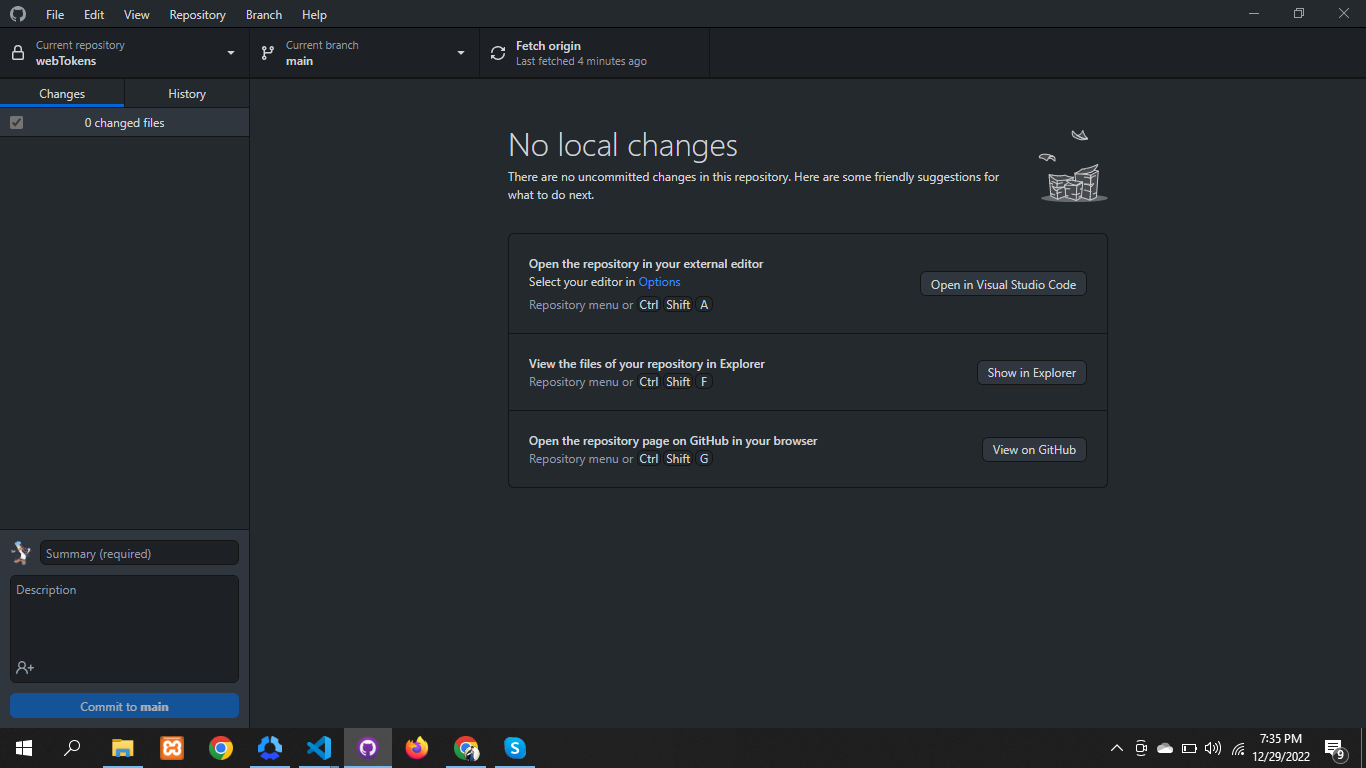 File Edit View Repository Branch Help
Current repository
webTokens
Current branch
main
Fetch origin
Last fetched 4 minutes ago
Changes History
0 changed files
No local changes
There are no uncommitted changes in this repository. Here are some friendly suggestions for
what to do next.
Open the repository in your external editor
Select your editor in Options
Repository menu or Ctrl Shift A
Open in Visual Studio Code
View the files of your repository in Explorer
Repository menu or Ctrl Shift F
Show in Explorer
Open the repository page on GitHub in your browser
Repository menu or Ctrl Shift G
View on GitHub
Summary (required)
Description
Commit to main
7:35 PM
12/29/2022
9